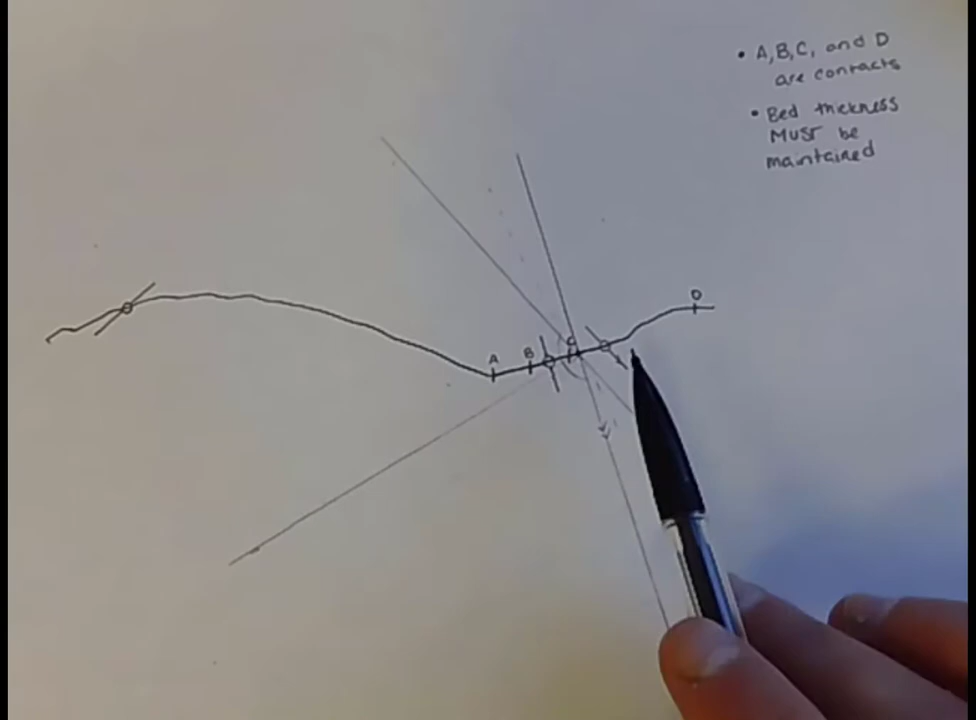 • A, B, C, and D
are contacts
• Bed thickness
MUST be
maintained
A
B
C
D